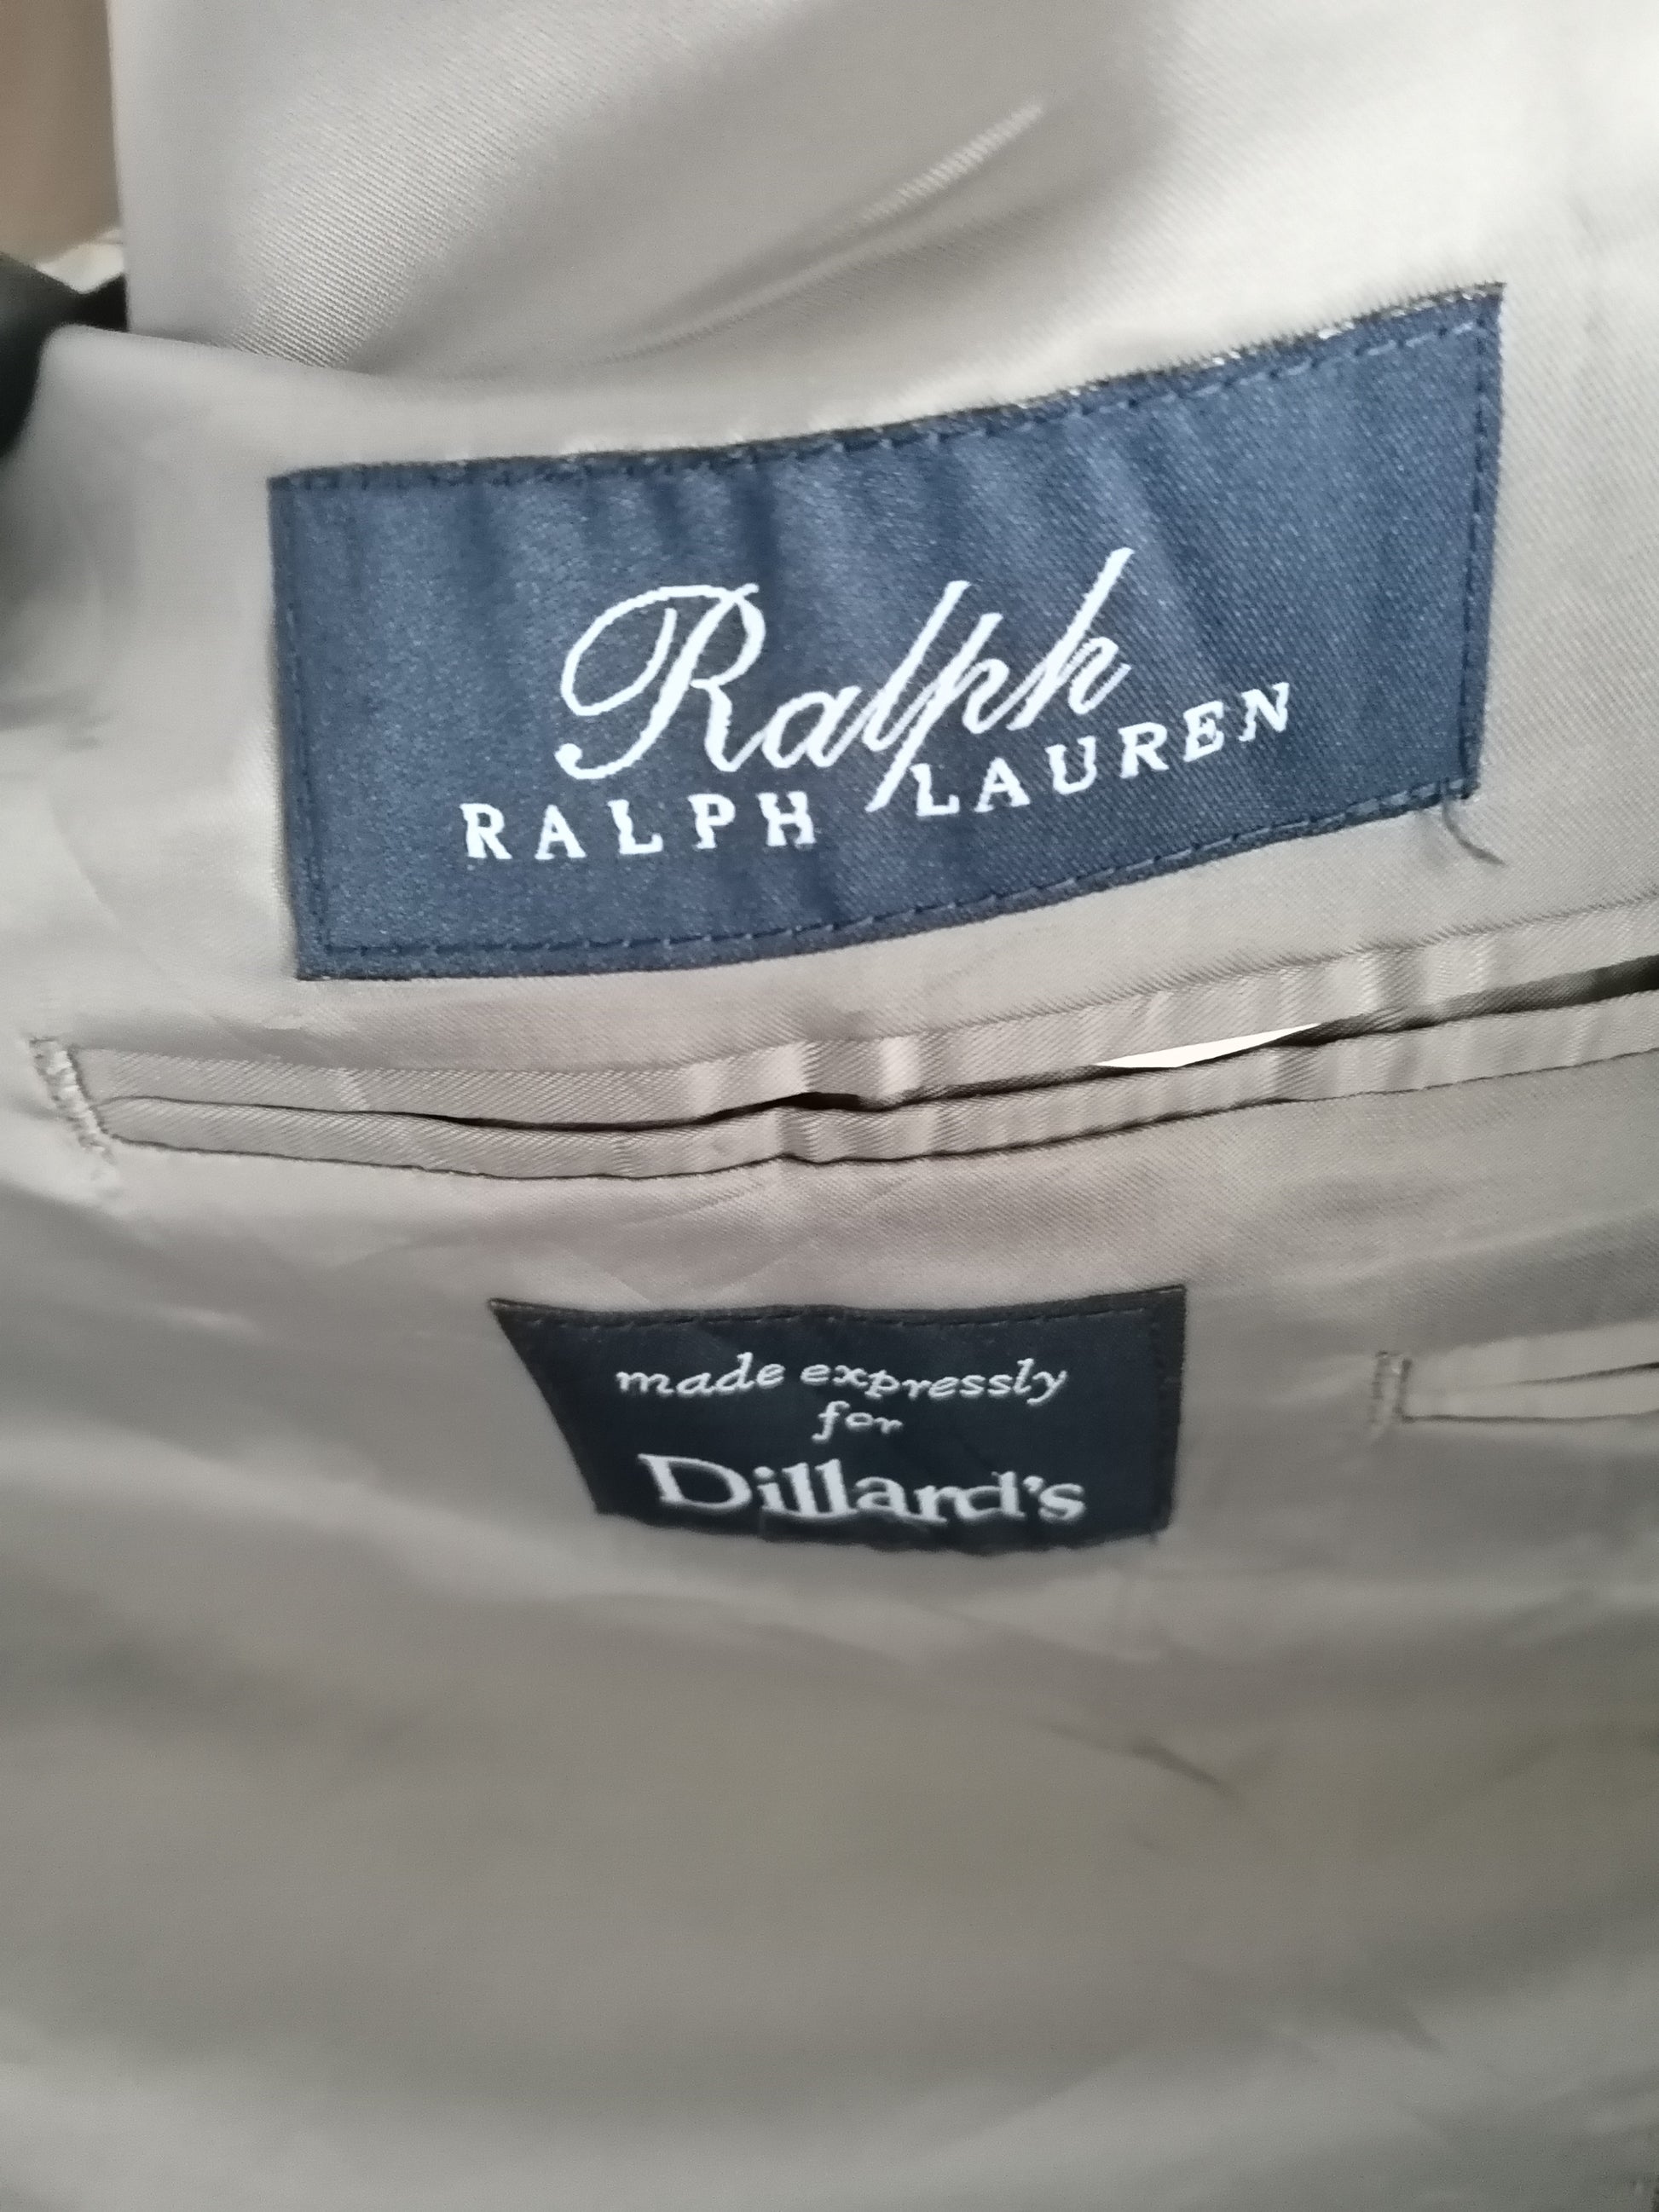 Ralph
RALPH LAUREN
made expressly
for
Dillard's